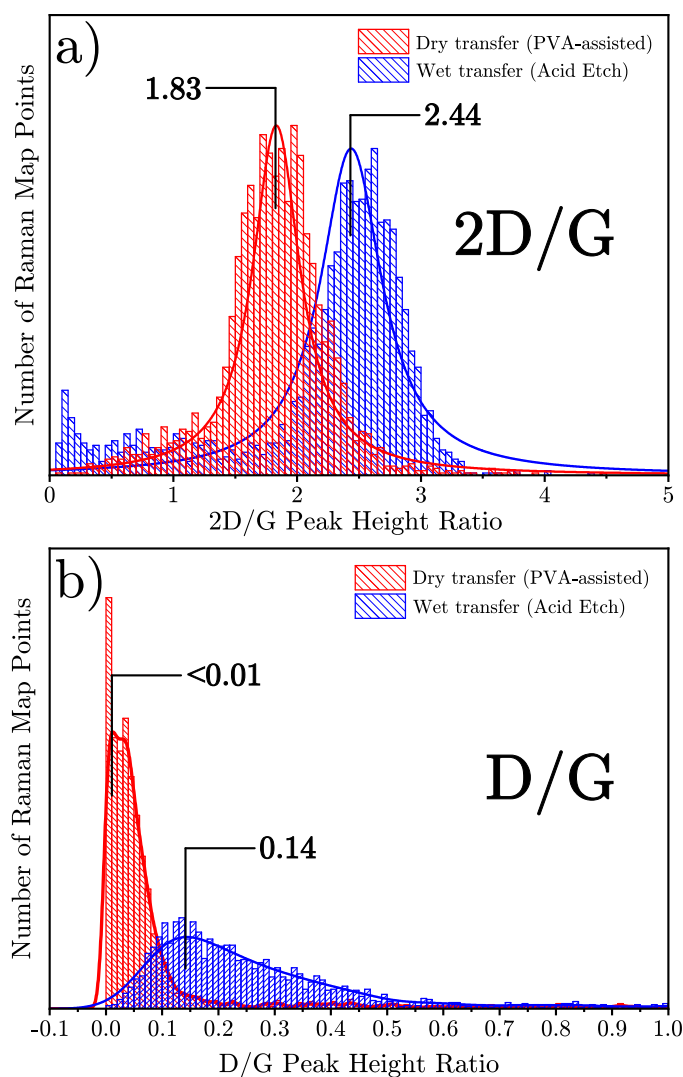 a)
Dry transfer (PVA-assisted)
Wet transfer (Acid Etch)
1.83
2.44
2D/G
Number of Raman Map Points
0 1 2 3 4 5
2D/G Peak Height Ratio
b)
Dry transfer (PVA-assisted)
Wet transfer (Acid Etch)
<0.01
D/G
0.14
Number of Raman Map Points
-0.1 0.0 0.1 0.2 0.3 0.4 0.5 0.6 0.7 0.8 0.9 1.0
D/G Peak Height Ratio